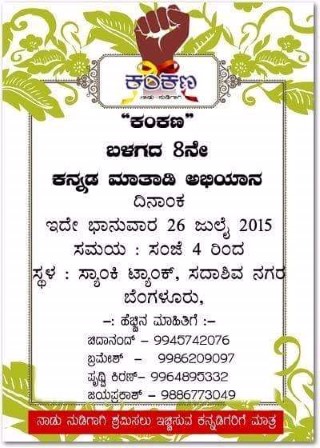 ಕಂಕಣ
ನಾಡು ನುಡಿಗಾಗಿ
“ಕಂಕಣ”
ಬಳಗದ 8ನೇ
ಕನ್ನಡ ಮಾತಾಡಿ ಅಭಿಯಾನ
ದಿನಾಂಕ
ಇದೇ ಭಾನುವಾರ 26 ಜುಲೈ 2015
ಸಮಯ : ಸಂಜೆ 4 ರಿಂದ
ಸ್ಥಳ : ಸ್ಯಾಂಕಿ ಟ್ಯಾಂಕ್, ಸದಾಶಿವ ನಗರ
ಬೆಂಗಳೂರು,
-: ಹೆಚ್ಚಿನ ಮಾಹಿತಿಗೆ :-
ಚಿದಾನಂದ್ - 9945742076
ಬ್ರಮೇಶ್ - 9986209097
ಸೃಷ್ಠಿ ಕಿರಣ್- 9964895332
ಜಯಪ್ರಕಾಶ್ - 9886773049
ನಾಡು ನುಡಿಗಾಗಿ ಶ್ರಮಿಸಲು ಇಚ್ಚಿಸುವ ಕನ್ನಡಿಗರಿಗೆ ಮಾತ್ರ